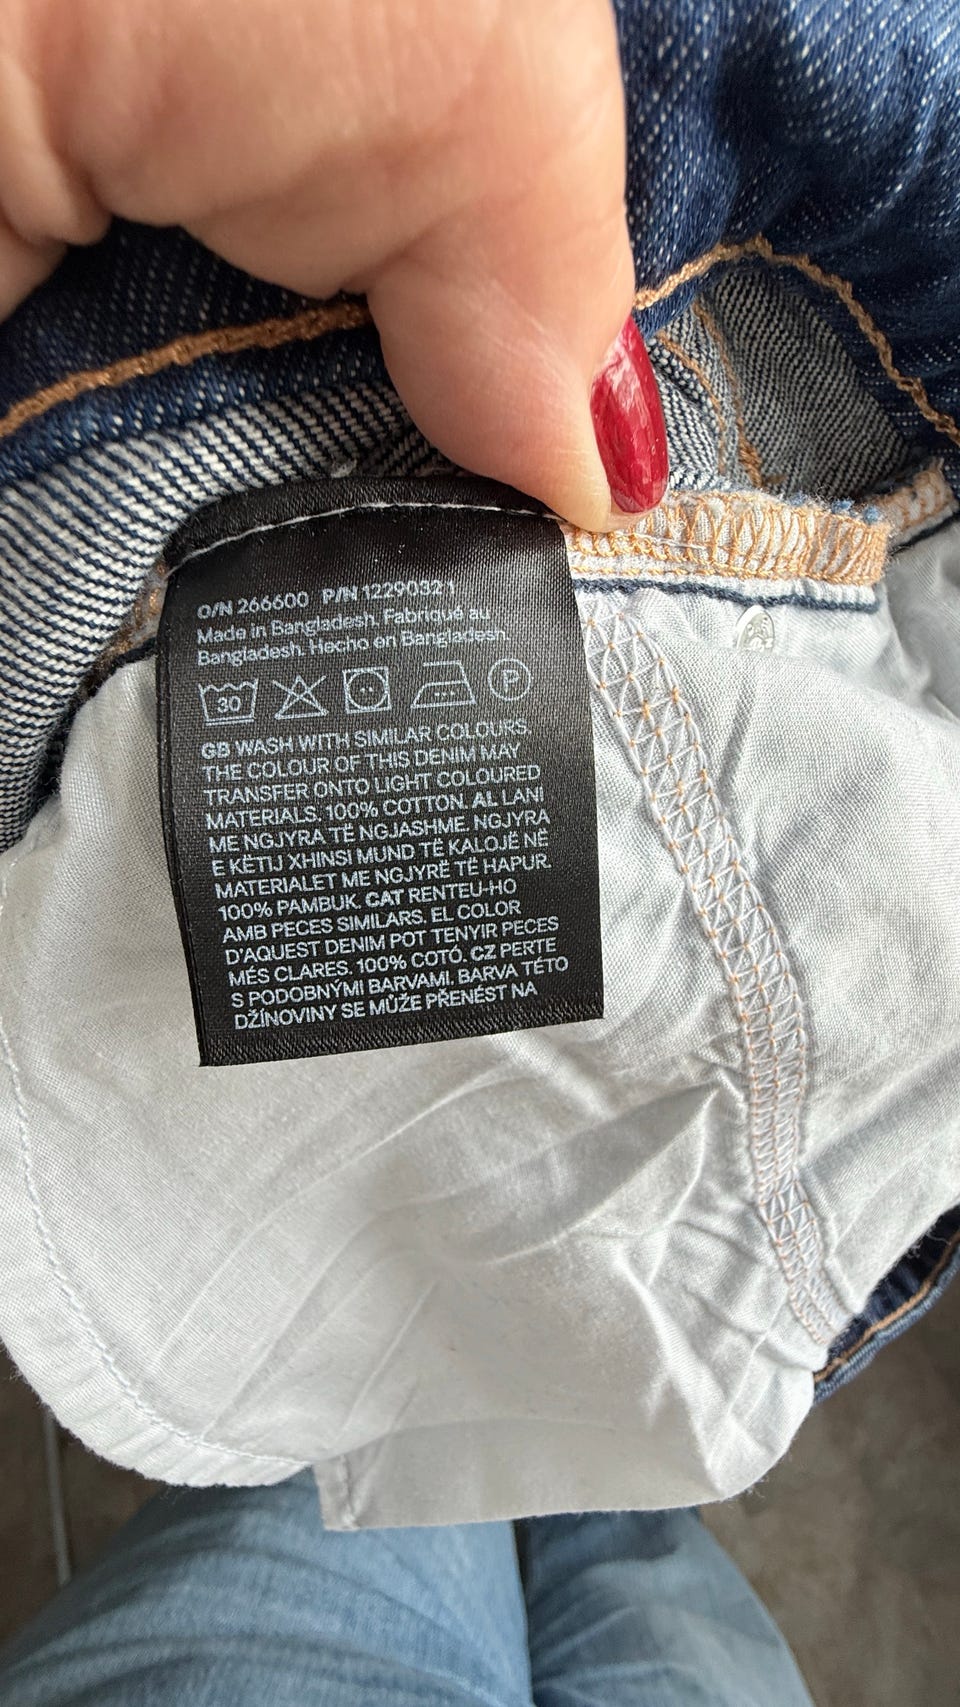 O/N 266600 P/N 1229032 1
Made in Bangladesh. Fabriqué au
Bangladesh. Hecho en Bangladesh.
30 P
GB WASH WITH SIMILAR COLOURS.
THE COLOUR OF THIS DENIM MAY
TRANSFER ONTO LIGHT COLOURED
MATERIALS. 100% COTTON. AL LANI
ME NGJYRA TË NGJASHME. NGJYRA
E KËTIJ XHINSI MUND TË KALOJË NË
MATERIALET ME NGJYRË TË HAPUR.
100% PAMBUK. CAT RENTEU-HO
AMB PECES SIMILARS. EL COLOR
D'AQUEST DENIM POT TENYIR PECES
MÉS CLARES. 100% COTÓ. CZ PERTE
S PODOBNÝMI BARVAMI. BARVA TÉTO
DŽÍNOVINY SE MŮŽE PŘENÉST NA